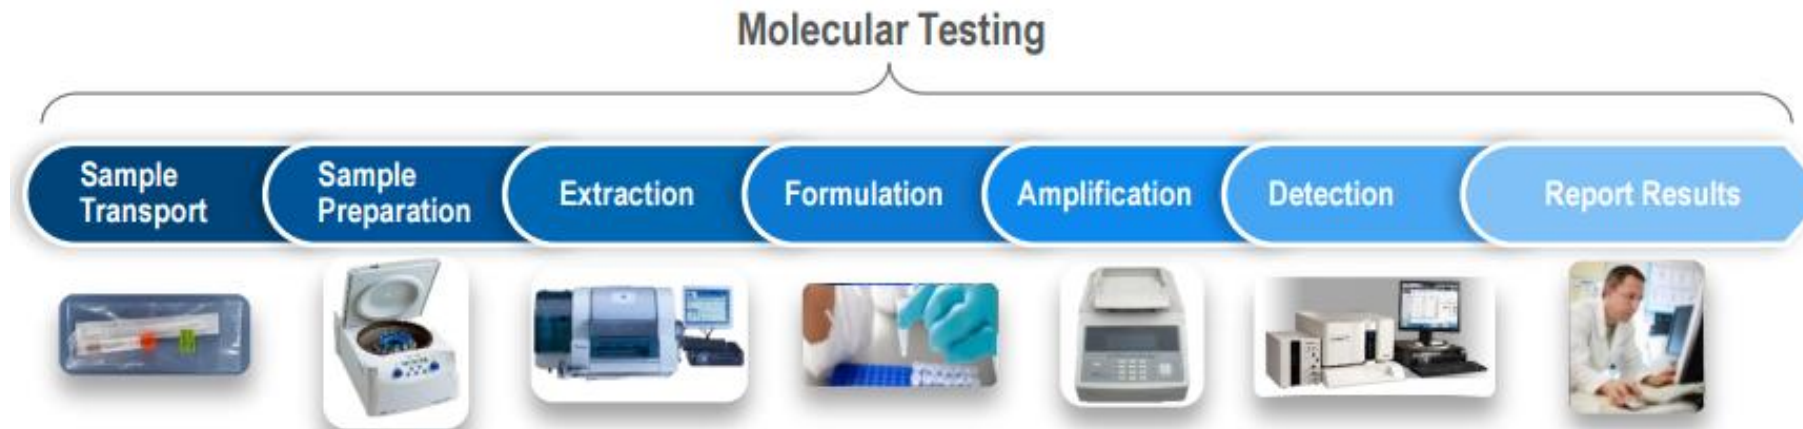 Molecular Testing
Sample
Transport
Sample
Preparation
Extraction
Formulation
Amplification
Detection
Report Results